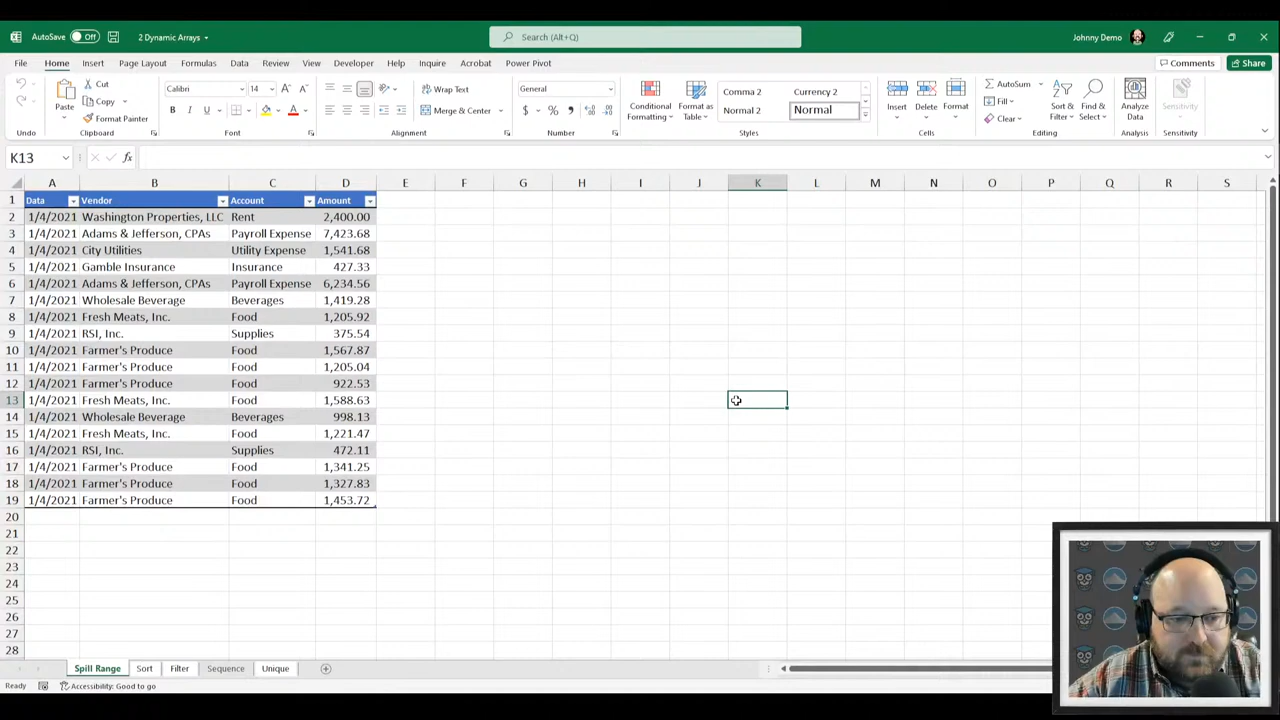 AutoSave Off 2 Dynamic Arrays Search (Alt+Q) Johnny Demo
File Home Insert Page Layout Formulas Data Review View Developer Help Inquire Acrobat Power Pivot Comments Share
Undo
Paste Cut Copy Format Painter Clipboard
Calibri 14 B I U Font
Wrap Text Merge & Center Alignment
General $ % Number
Conditional Formatting Format as Table
Comma 2 Currency 2
Normal 2 Normal
Styles
Insert Delete Format Cells
AutoSum Fill Clear Sort & Filter Find & Select Editing
Analyze Data Analysis
Sensitivity Sensitivity
K13 fx
A B C D E F G H I J K L M N O P Q R S
1 Data Vendor Account Amount
2 1/4/2021 Washington Properties, LLC Rent 2,400.00
3 1/4/2021 Adams & Jefferson, CPAs Payroll Expense 7,423.68
4 1/4/2021 City Utilities Utility Expense 1,541.68
5 1/4/2021 Gamble Insurance Insurance 427.33
6 1/4/2021 Adams & Jefferson, CPAs Payroll Expense 6,234.56
7 1/4/2021 Wholesale Beverage Beverages 1,419.28
8 1/4/2021 Fresh Meats, Inc. Food 1,205.92
9 1/4/2021 RSI, Inc. Supplies 375.54
10 1/4/2021 Farmer's Produce Food 1,567.87
11 1/4/2021 Farmer's Produce Food 1,205.04
12 1/4/2021 Farmer's Produce Food 922.53
13 1/4/2021 Fresh Meats, Inc. Food 1,588.63
14 1/4/2021 Wholesale Beverage Beverages 998.13
15 1/4/2021 Fresh Meats, Inc. Food 1,221.47
16 1/4/2021 RSI, Inc. Supplies 472.11
17 1/4/2021 Farmer's Produce Food 1,341.25
18 1/4/2021 Farmer's Produce Food 1,327.83
19 1/4/2021 Farmer's Produce Food 1,453.72
20
21
22
23
24
25
26
27
28
Spill Range Sort Filter Sequence Unique
Ready Accessibility: Good to go